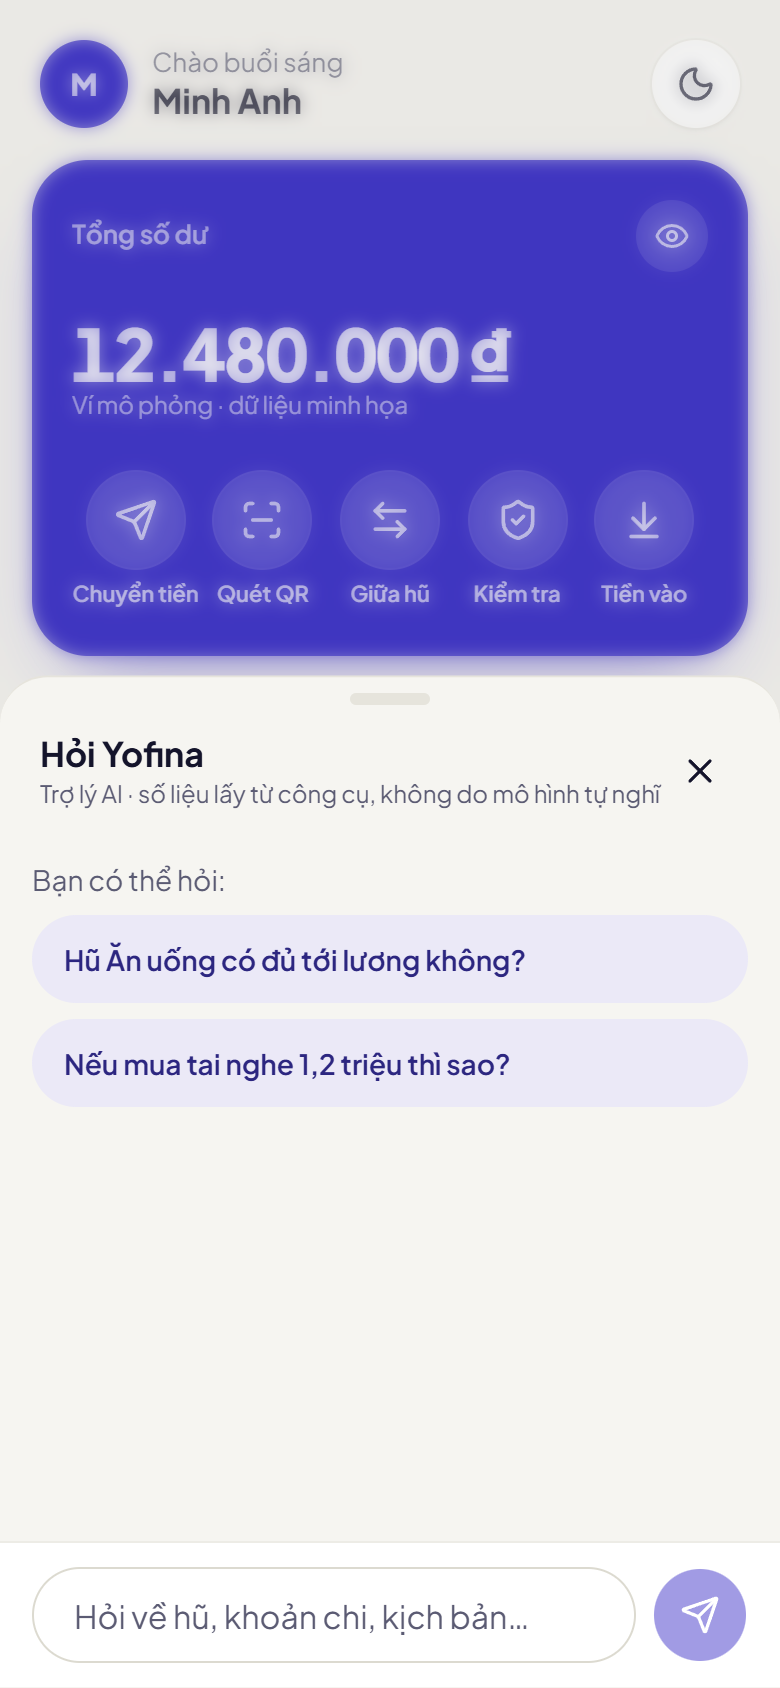 M
Chào buổi sáng
Minh Anh
Tổng số dư
12.480.000 ₫
Ví mô phỏng · dữ liệu minh họa
Chuyển tiền
Quét QR
Giữa hũ
Kiểm tra
Tiền vào
Hỏi Yofina
Trợ lý AI · số liệu lấy từ công cụ, không do mô hình tự nghĩ
Bạn có thể hỏi:
Hũ Ăn uống có đủ tới lương không?
Nếu mua tai nghe 1,2 triệu thì sao?
Hỏi về hũ, khoản chi, kịch bản...